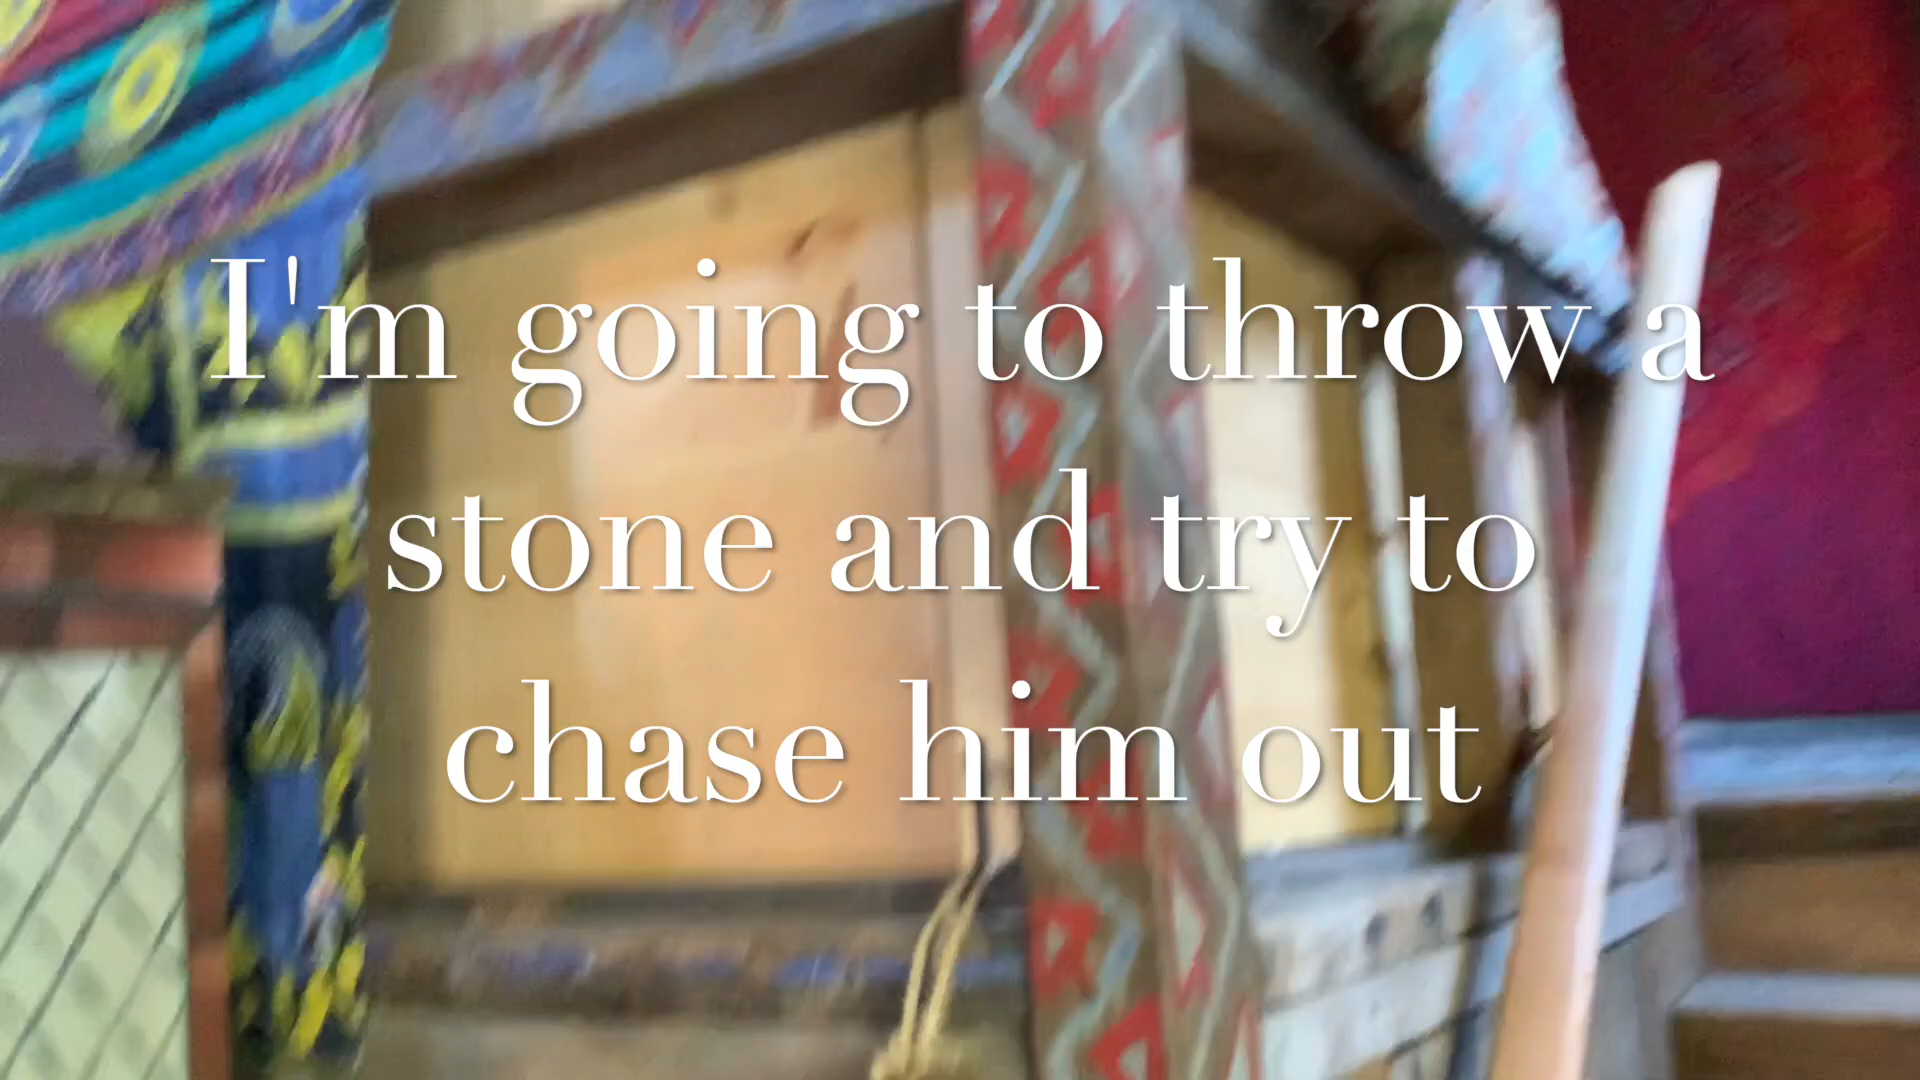 I'm going to throw a
stone and try to
chase him out